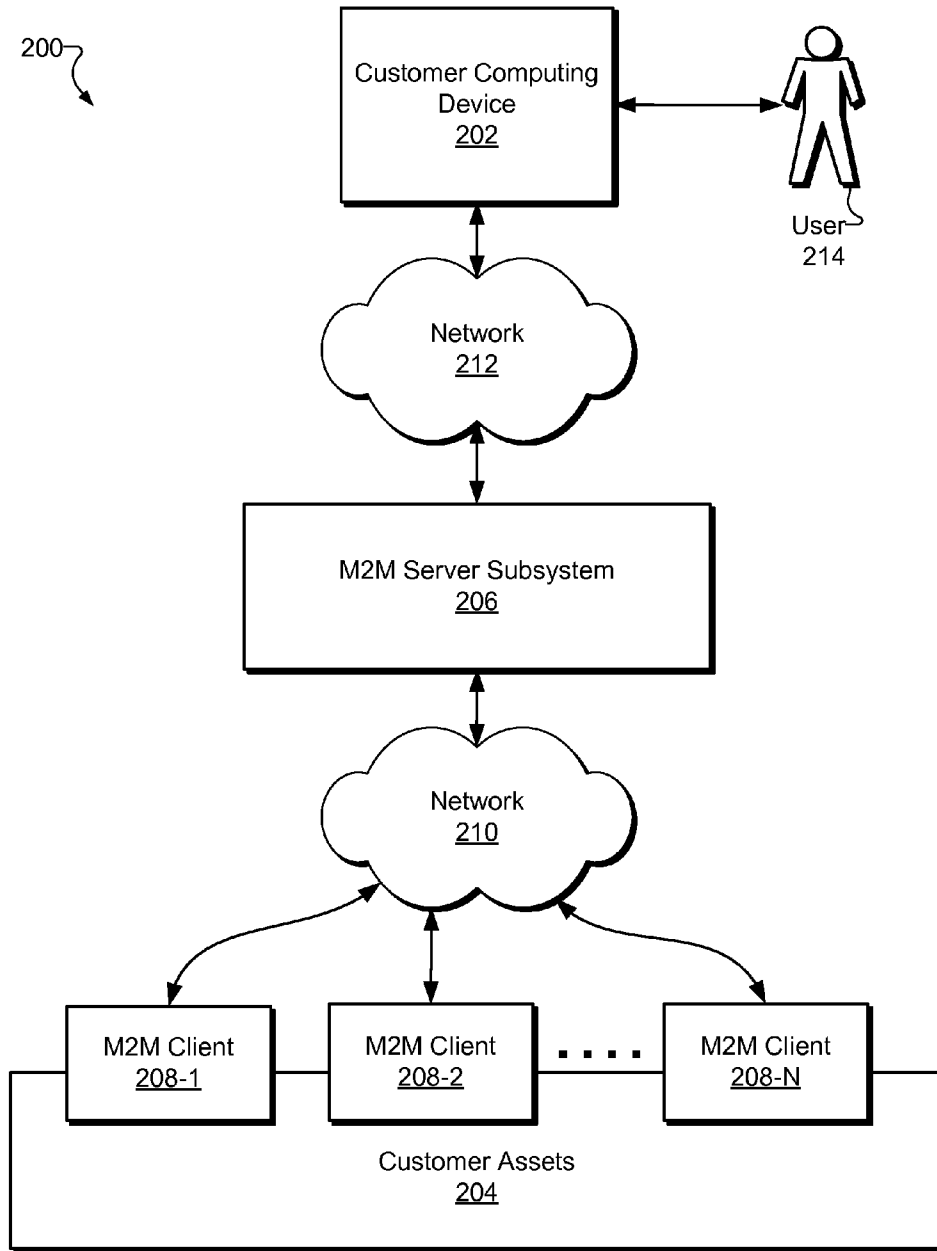 200
Customer Computing
Device
202
User
214
Network
212
M2M Server Subsystem
206
Network
210
M2M Client
208-1
M2M Client
208-2
. . . .
M2M Client
208-N
Customer Assets
204